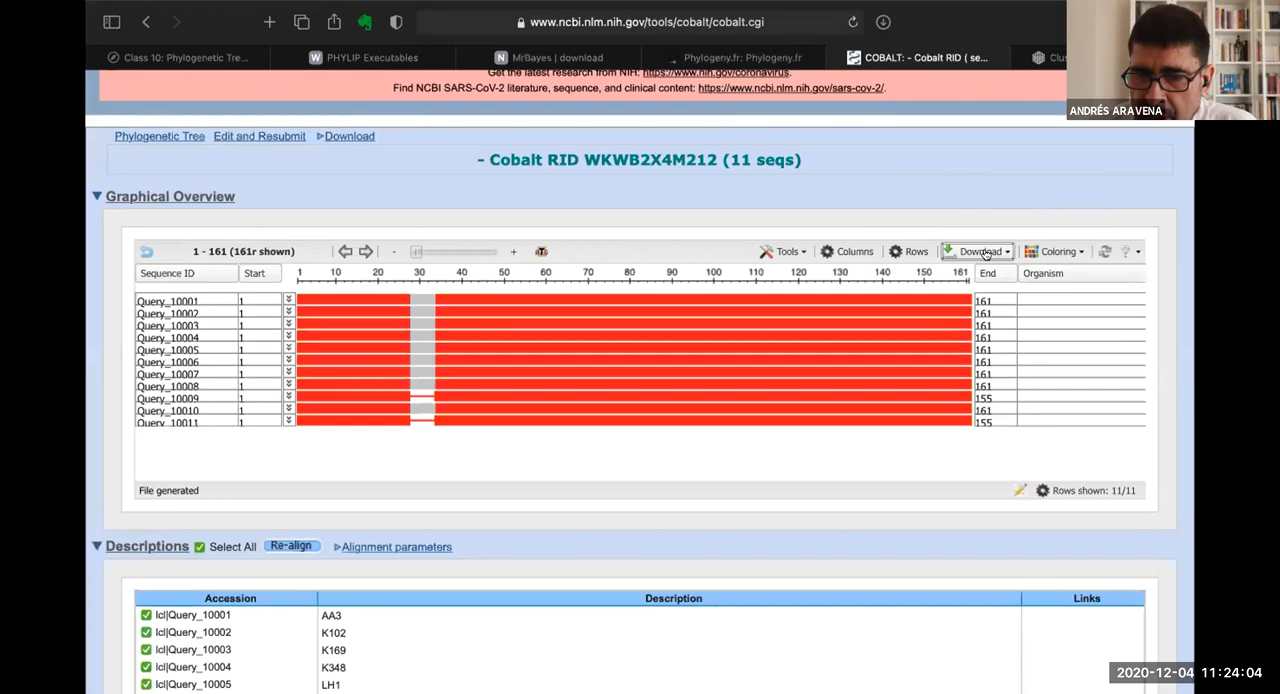 www.ncbi.nlm.nih.gov/tools/cobalt/cobalt.cgi
Class 10: Phylogenetic Tree...
PHYLIP Executables
MrBayes | download
Phylogeny.fr: Phylogeny.fr
COBALT: - Cobalt RID ( se...
Clus
ANDRÉS ARAVENA
Get the latest research from NIH: https://www.nih.gov/coronavirus.
Find NCBI SARS-CoV-2 literature, sequence, and clinical content: https://www.ncbi.nlm.nih.gov/sars-cov-2/.
Phylogenetic Tree Edit and Resubmit Download
- Cobalt RID WKWB2X4M212 (11 seqs)
Graphical Overview
1 - 161 (161r shown) - + Tools Columns Rows Download Coloring
Sequence ID Start 1 10 20 30 40 50 60 70 80 90 100 110 120 130 140 150 161 End Organism
Query_10001 1 161
Query_10002 1 161
Query_10003 1 161
Query_10004 1 161
Query_10005 1 161
Query_10006 1 161
Query_10007 1 161
Query_10008 1 161
Query_10009 1 155
Query_10010 1 161
Query_10011 1 155
File generated Rows shown: 11/11
Descriptions Select All Re-align Alignment parameters
Accession Description Links
lcl|Query_10001 AA3
lcl|Query_10002 K102
lcl|Query_10003 K169
lcl|Query_10004 K348
lcl|Query_10005 LH1
2020-12-04 11:24:04